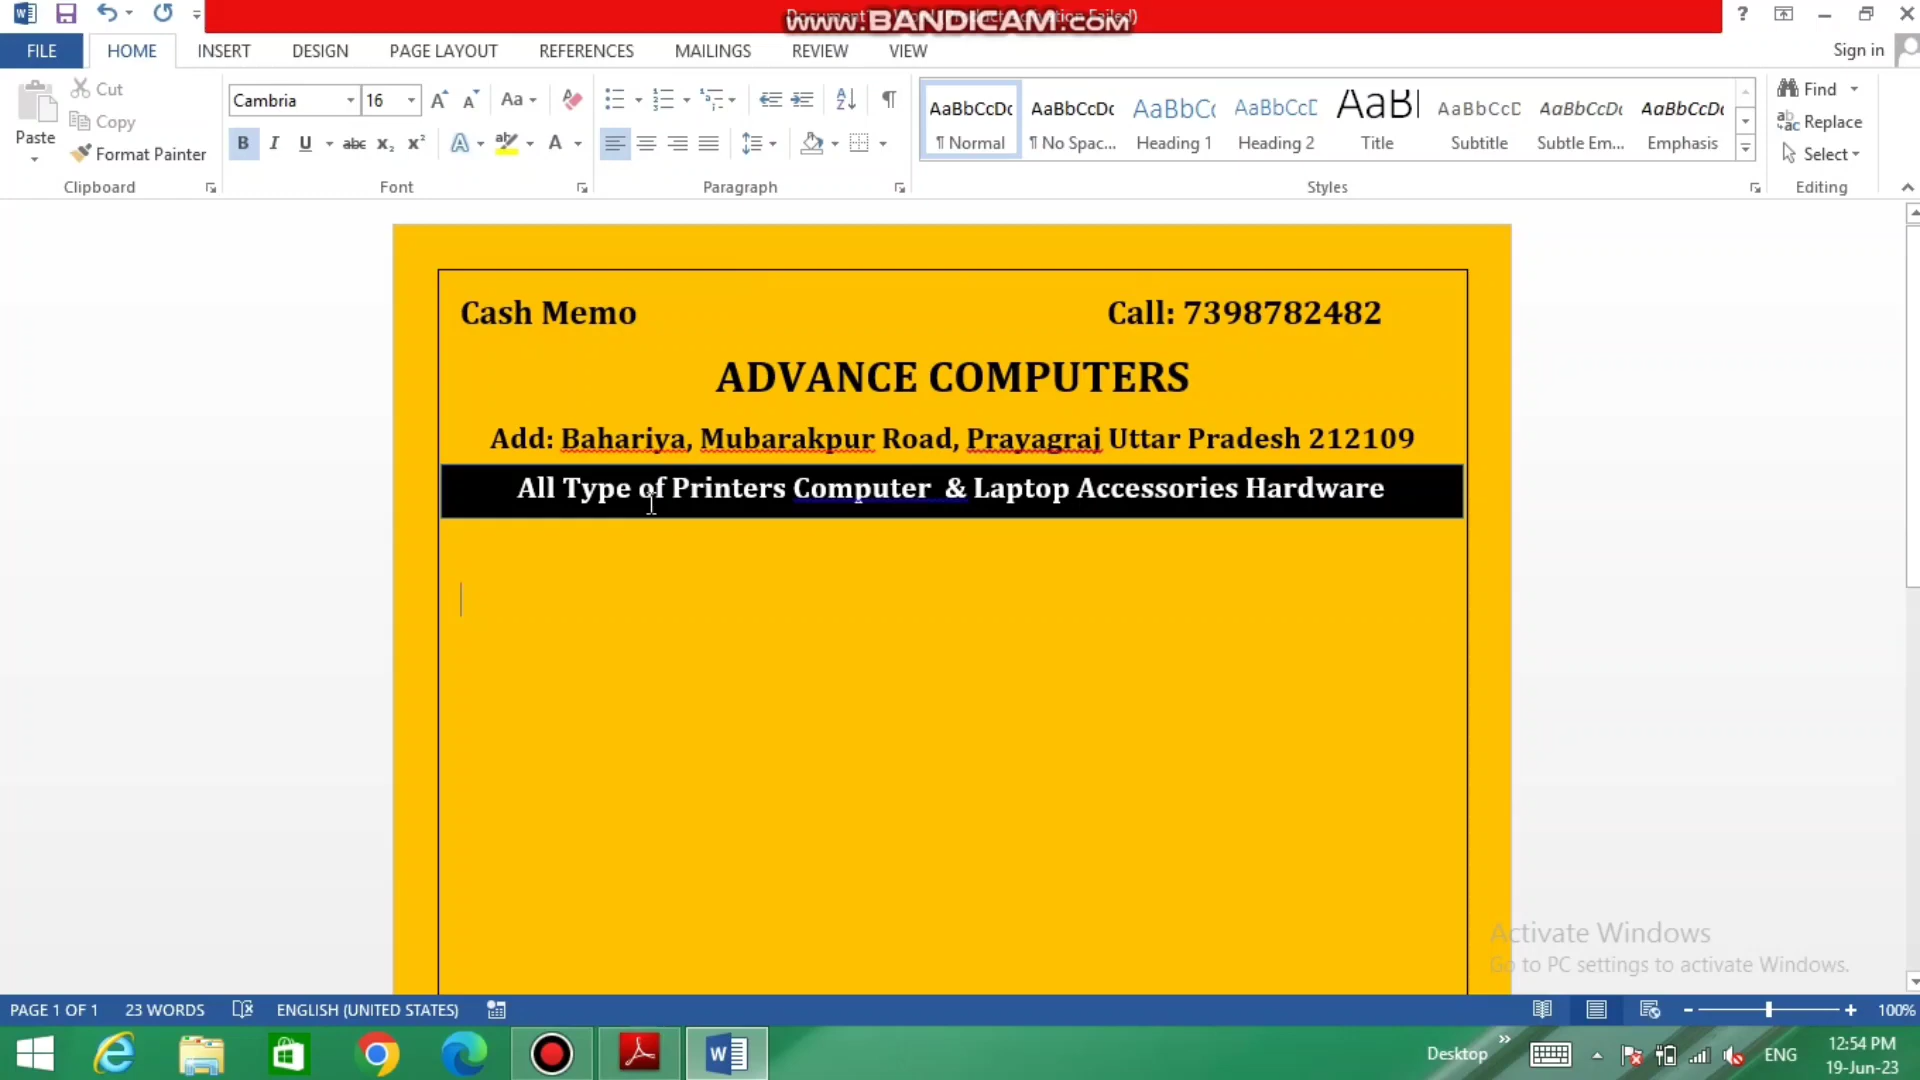 www.BANDICAM.com
FILE HOME INSERT DESIGN PAGE LAYOUT REFERENCES MAILINGS REVIEW VIEW Sign in
Paste
Cut
Copy
Format Painter
Clipboard
Cambria 16
Font
Paragraph
AaBbCcDc AaBbCcDc AaBbC AaBbCcD AaB AaBbCcD AaBbCcDc AaBbCcDc
¶ Normal ¶ No Spac... Heading 1 Heading 2 Title Subtitle Subtle Em... Emphasis
Styles
Find
Replace
Select
Editing
Cash Memo Call: 7398782482
ADVANCE COMPUTERS
Add: Bahariya, Mubarakpur Road, Prayagraj Uttar Pradesh 212109
All Type of Printers Computer & Laptop Accessories Hardware
Activate Windows
Go to PC settings to activate Windows.
PAGE 1 OF 1 23 WORDS ENGLISH (UNITED STATES) 100%
Desktop ENG 12:54 PM
19-Jun-23